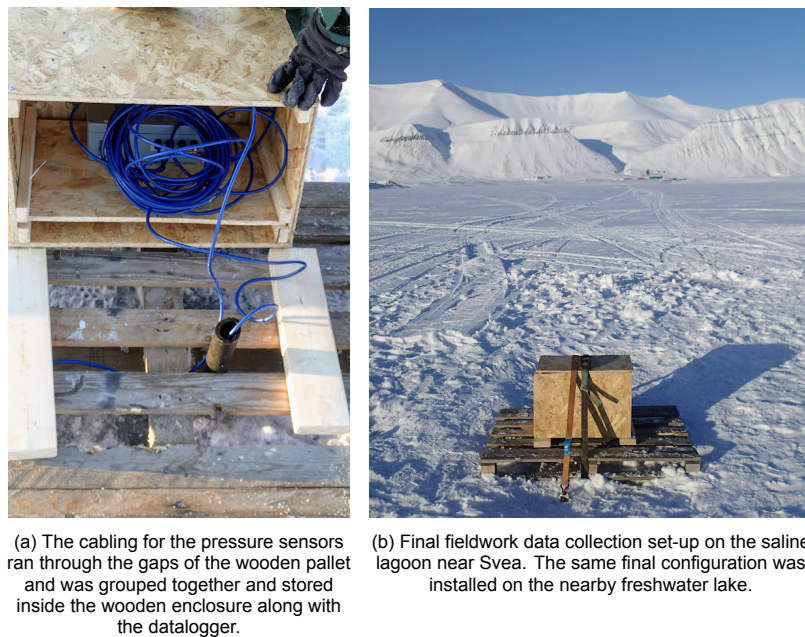 (a) The cabling for the pressure sensors
ran through the gaps of the wooden pallet
and was grouped together and stored
inside the wooden enclosure along with
the datalogger.
(b) Final fieldwork data collection set-up on the saline
lagoon near Svea. The same final configuration was
installed on the nearby freshwater lake.